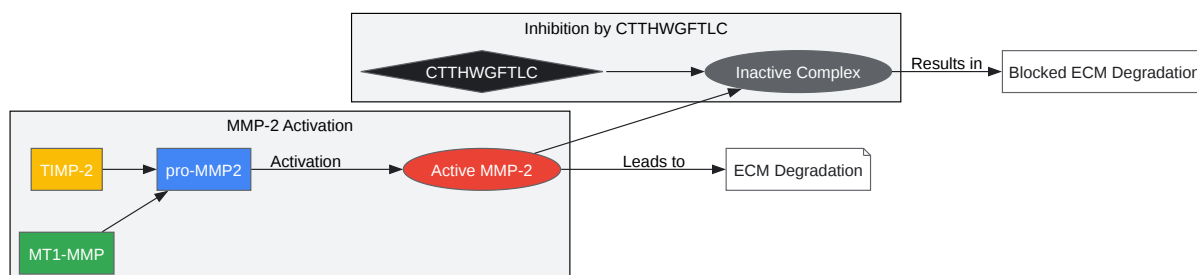 Inhibition by CTTHWGFTLC
CTTHWGFTLC
Inactive Complex
Results in
Blocked ECM Degradation
MMP-2 Activation
TIMP-2
pro-MMP2
Activation
Active MMP-2
Leads to
ECM Degradation
MT1-MMP